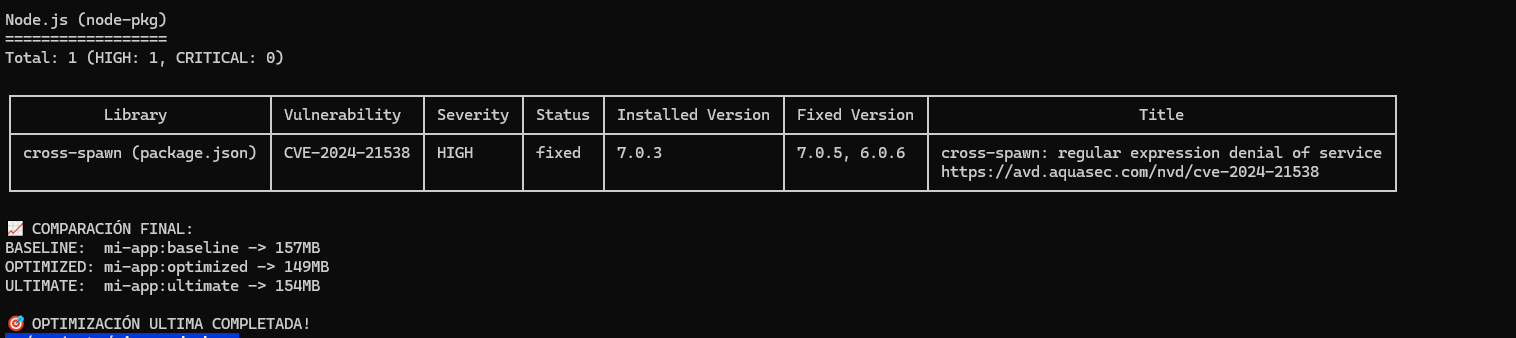 Node.js (node-pkg)
==================
Total: 1 (HIGH: 1, CRITICAL: 0)
Library Vulnerability Severity Status Installed Version Fixed Version Title
cross-spawn (package.json) CVE-2024-21538 HIGH fixed 7.0.3 7.0.5, 6.0.6 cross-spawn: regular expression denial of service
https://avd.aquasec.com/nvd/cve-2024-21538
📈 COMPARACIÓN FINAL:
BASELINE:  mi-app:baseline -> 157MB
OPTIMIZED: mi-app:optimized -> 149MB
ULTIMATE:  mi-app:ultimate -> 154MB
🎯 OPTIMIZACIÓN ULTIMA COMPLETADA!